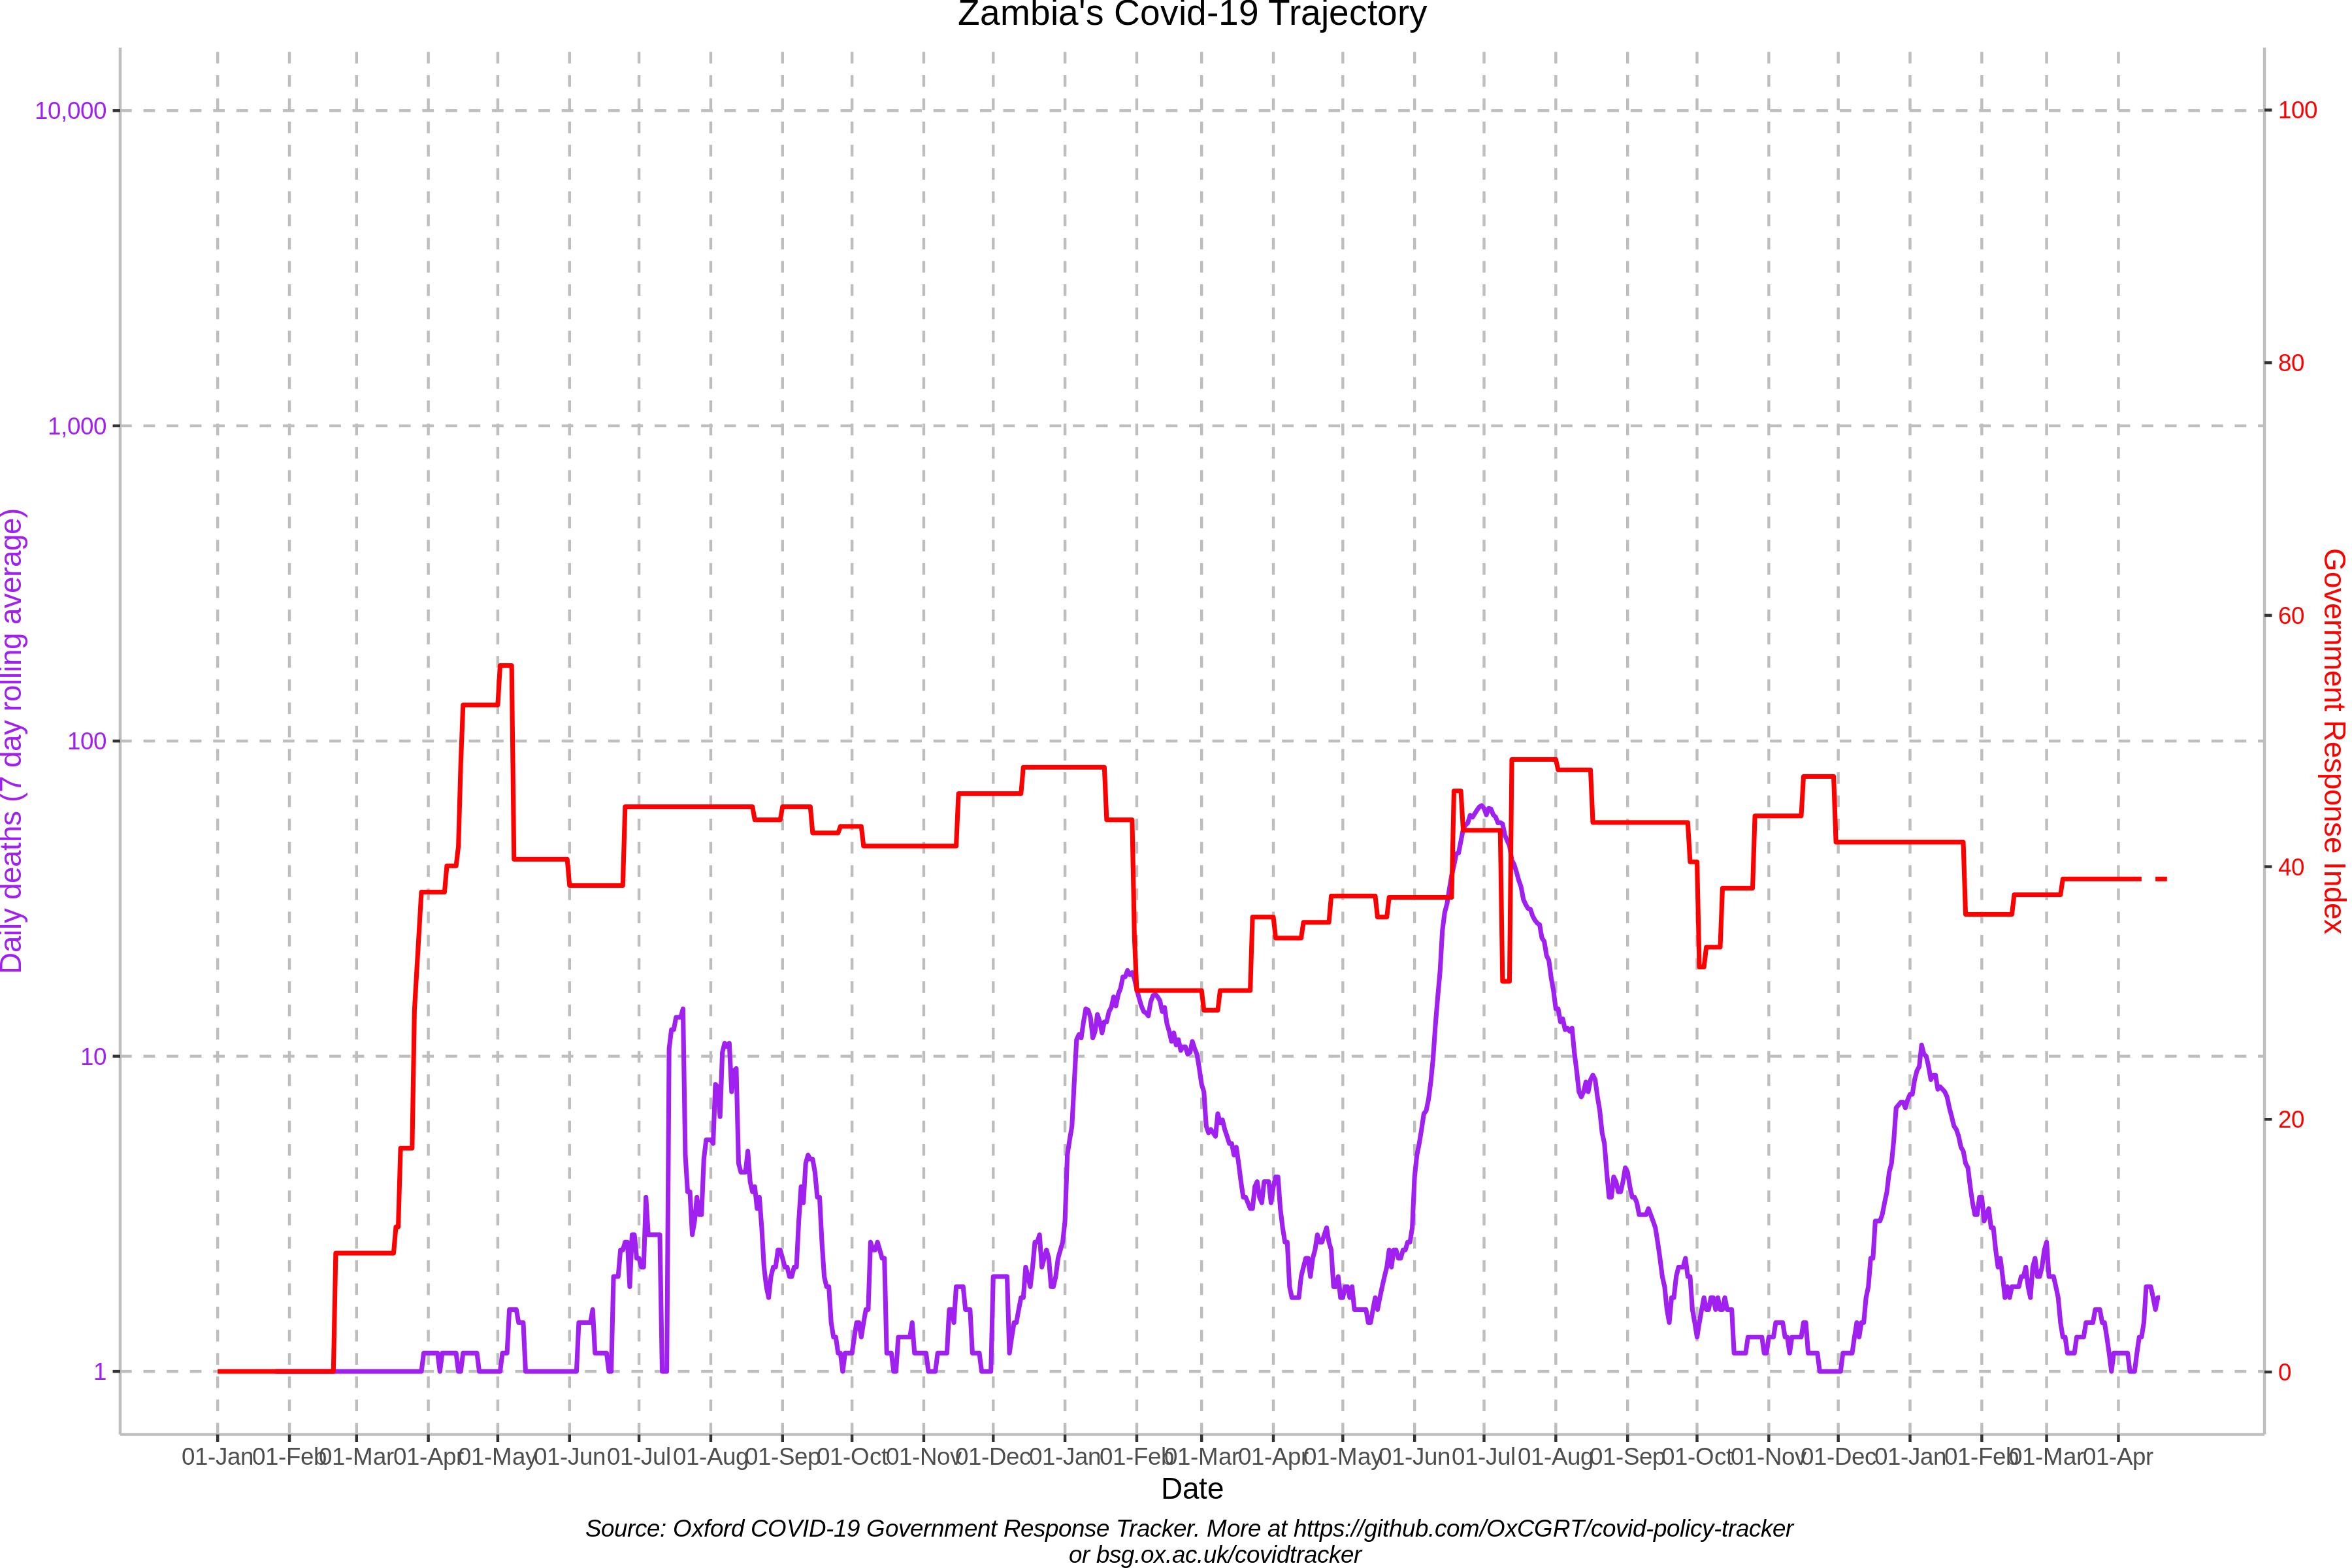 Zambia's Covid-19 Trajectory
10,000
1,000
100
10
1
Daily deaths (7 day rolling average)
100
80
60
40
20
0
Government Response Index
01-Jan 01-Feb 01-Mar 01-Apr 01-May 01-Jun 01-Jul 01-Aug 01-Sep 01-Oct 01-Nov 01-Dec 01-Jan 01-Feb 01-Mar 01-Apr 01-May 01-Jun 01-Jul 01-Aug 01-Sep 01-Oct 01-Nov 01-Dec 01-Jan 01-Feb 01-Mar 01-Apr
Date
Source: Oxford COVID-19 Government Response Tracker. More at https://github.com/OxCGRT/covid-policy-tracker
or bsg.ox.ac.uk/covidtracker